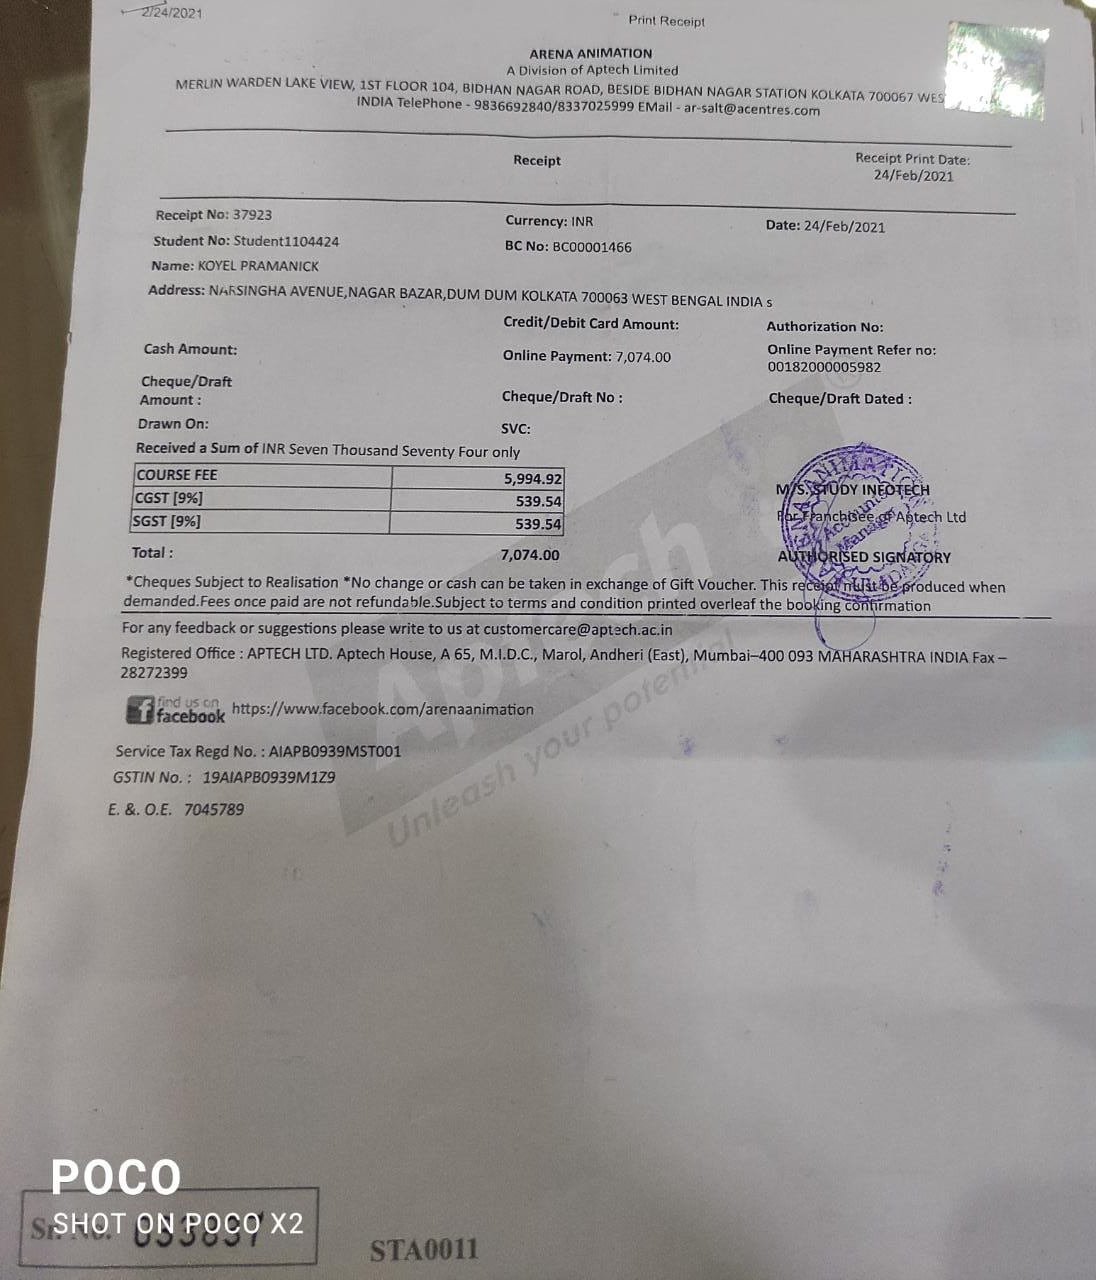 2/24/2021
Print Receipt
ARENA ANIMATION
A Division of Aptech Limited
MERLIN WARDEN LAKE VIEW, 1ST FLOOR 104, BIDHAN NAGAR ROAD, BESIDE BIDHAN NAGAR STATION KOLKATA 700067 WES
INDIA TelePhone - 9836692840/8337025999 EMail - ar-salt@acentres.com
Receipt
Receipt Print Date:
24/Feb/2021
Receipt No: 37923
Currency: INR
Date: 24/Feb/2021
Student No: Student1104424
BC No: BC00001466
Name: KOYEL PRAMANICK
Address: NARSINGHA AVENUE,NAGAR BAZAR,DUM DUM KOLKATA 700063 WEST BENGAL INDIA s
Credit/Debit Card Amount:
Authorization No:
Cash Amount:
Online Payment: 7,074.00
Online Payment Refer no:
00182000005982
Cheque/Draft
Amount :
Cheque/Draft No :
Cheque/Draft Dated :
Drawn On:
SVC:
Received a Sum of INR Seven Thousand Seventy Four only
COURSE FEE 5,994.92
CGST [9%] 539.54
SGST [9%] 539.54
Total : 7,074.00
M/S. STUDY INFOTECH
For Franchisee of Aptech Ltd
AUTHORISED SIGNATORY
Accounts
Manager
*Cheques Subject to Realisation *No change or cash can be taken in exchange of Gift Voucher. This receipt must be produced when
demanded.Fees once paid are not refundable.Subject to terms and condition printed overleaf the booking confirmation
For any feedback or suggestions please write to us at customercare@aptech.ac.in
Registered Office : APTECH LTD. Aptech House, A 65, M.I.D.C., Marol, Andheri (East), Mumbai–400 093 MAHARASHTRA INDIA Fax –
28272399
find us on
facebook
https://www.facebook.com/arenaanimation
Service Tax Regd No. : AIAPB0939MST001
GSTIN No. : 19AIAPB0939M1Z9
E. &. O.E. 7045789
Aptech
Unleash your potential
POCO
SHOT ON POCO X2
Sr. No. 053897
STA0011